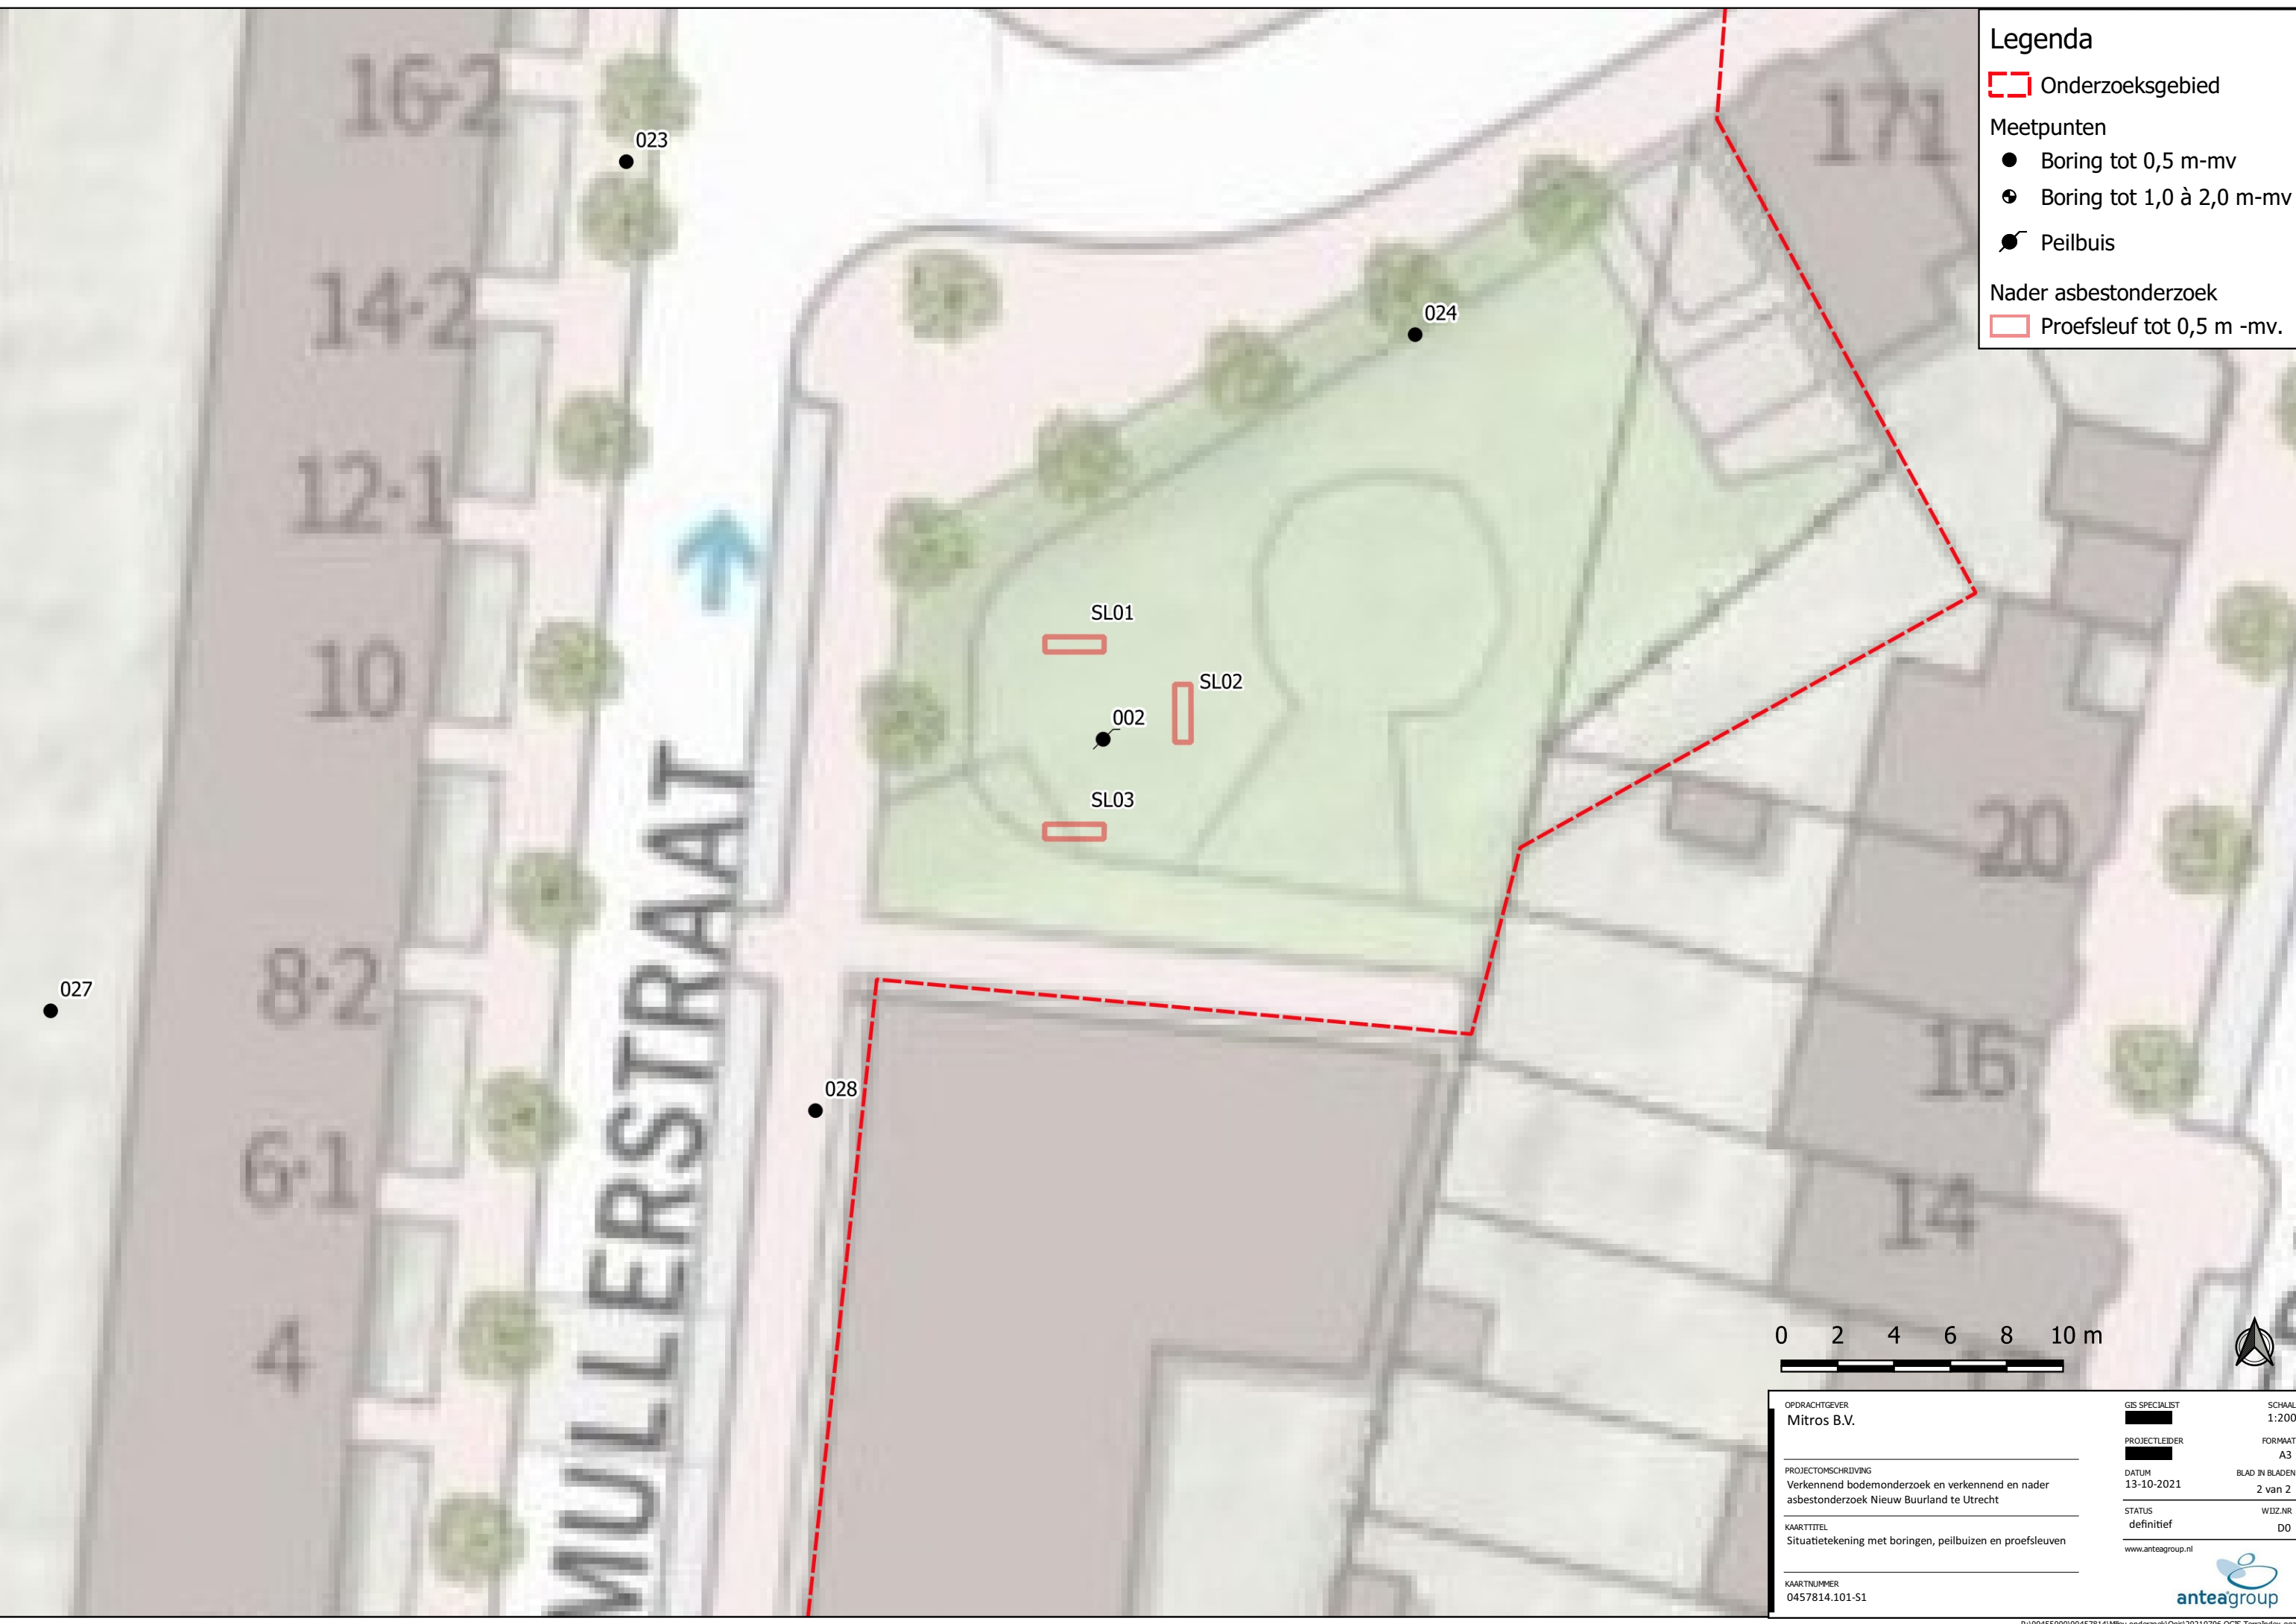 Legenda
Onderzoeksgebied
Meetpunten
Boring tot 0,5 m-mv
Boring tot 1,0 à 2,0 m-mv
Peilbuis
Nader asbestonderzoek
Proefsleuf tot 0,5 m -mv.
16-2
023
171
14-2
024
12-1
SL01
10
SL02
002
SL03
20
8-2
027
16
028
6-1
14
4
MULLERSTRAAT
0 2 4 6 8 10 m
OPDRACHTGEVER
Mitros B.V.
PROJECTOMSCHRIJVING
Verkennend bodemonderzoek en verkennend en nader
asbestonderzoek Nieuw Buurland te Utrecht
KAARTTITEL
Situatietekening met boringen, peilbuizen en proefsleuven
KAARTNUMMER
0457814.101-S1
GIS SPECIALIST
SCHAAL
1:200
PROJECTLEIDER
FORMAAT
A3
DATUM
13-10-2021
BLAD IN BLADEN
2 van 2
STATUS
definitief
WIJZ.NR
D0
www.anteagroup.nl
anteagroup